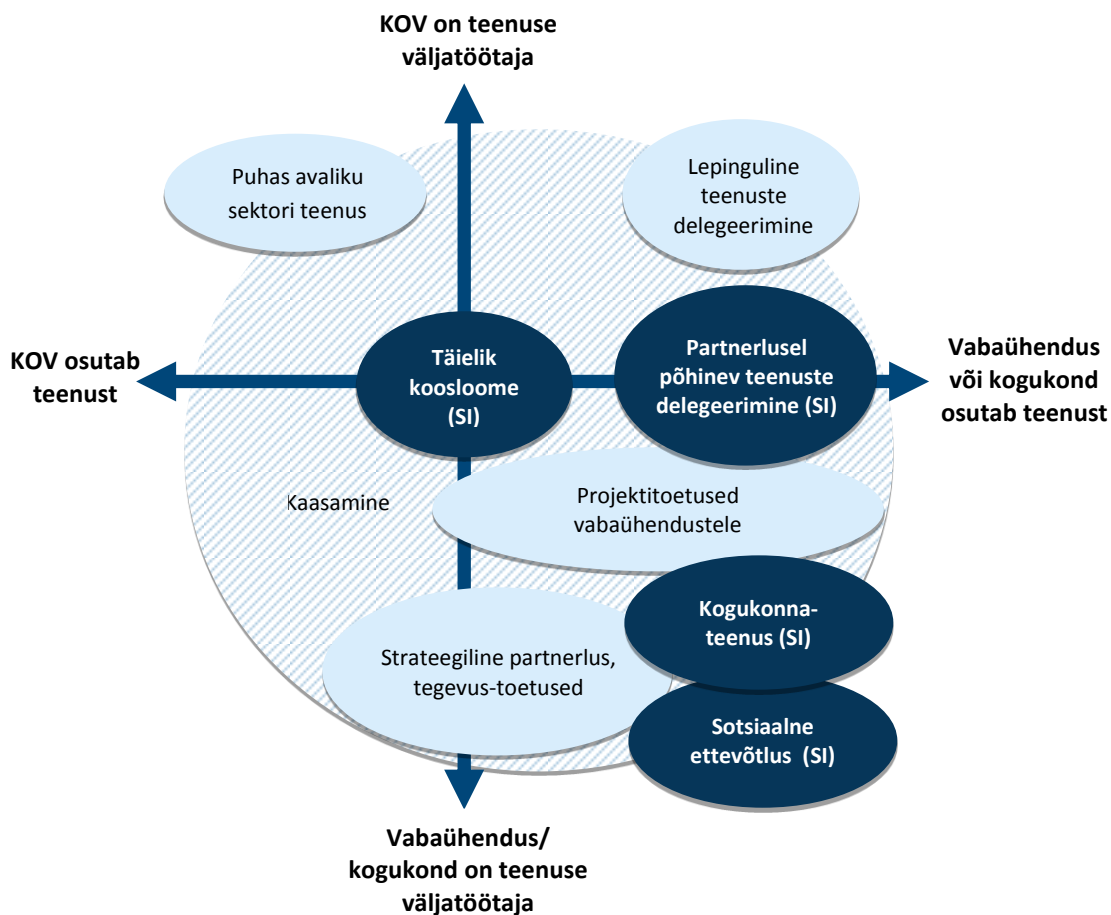 KOV on teenuse
väljatöötaja
Puhas avaliku
sektori teenus
Lepinguline
teenuste
delegeerimine
KOV osutab
teenust
Täielik
koosloome
(SI)
Partnerlusel
põhinev teenuste
delegeerimine (SI)
Vabaühendus
või kogukond
osutab teenust
Kaasamine
Projektitoetused
vabaühendustele
Kogukonna-
teenus (SI)
Strateegiline partnerlus,
tegevus-toetused
Sotsiaalne
ettevõtlus (SI)
Vabaühendus/
kogukond on teenuse
väljatöötaja